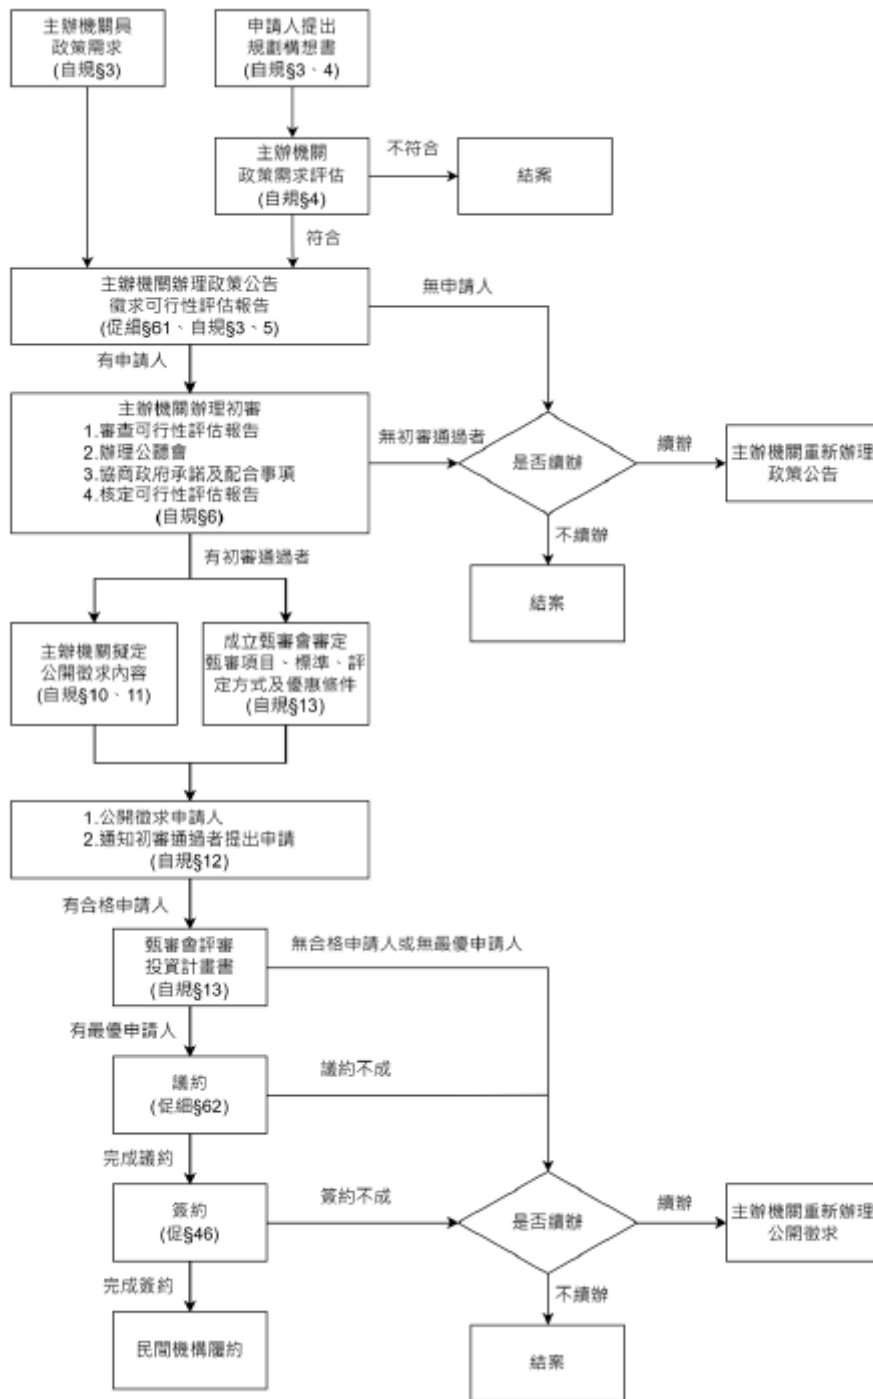 主辦機關具
政策需求
(自規§3)
申請人提出
規劃構想書
(自規§3、4)
主辦機關
政策需求評估
(自規§4)
不符合
結案
符合
主辦機關辦理政策公告
徵求可行性評估報告
(促細§61、自規§3、5)
無申請人
有申請人
主辦機關辦理初審
1.審查可行性評估報告
2.辦理公聽會
3.協商政府承諾及配合事項
4.核定可行性評估報告
(自規§6)
無初審通過者
是否續辦
續辦
主辦機關重新辦理
政策公告
不續辦
結案
有初審通過者
主辦機關擬定
公開徵求內容
(自規§10、11)
成立甄審會審定
甄審項目、標準、評
定方式及優惠條件
(自規§13)
1.公開徵求申請人
2.通知初審通過者提出申請
(自規§12)
有合格申請人
甄審會評審
投資計畫書
(自規§13)
無合格申請人或無最優申請人
有最優申請人
議約
(促細§62)
議約不成
完成議約
簽約
(促§46)
簽約不成
是否續辦
續辦
主辦機關重新辦理
公開徵求
不續辦
結案
完成簽約
民間機構履約